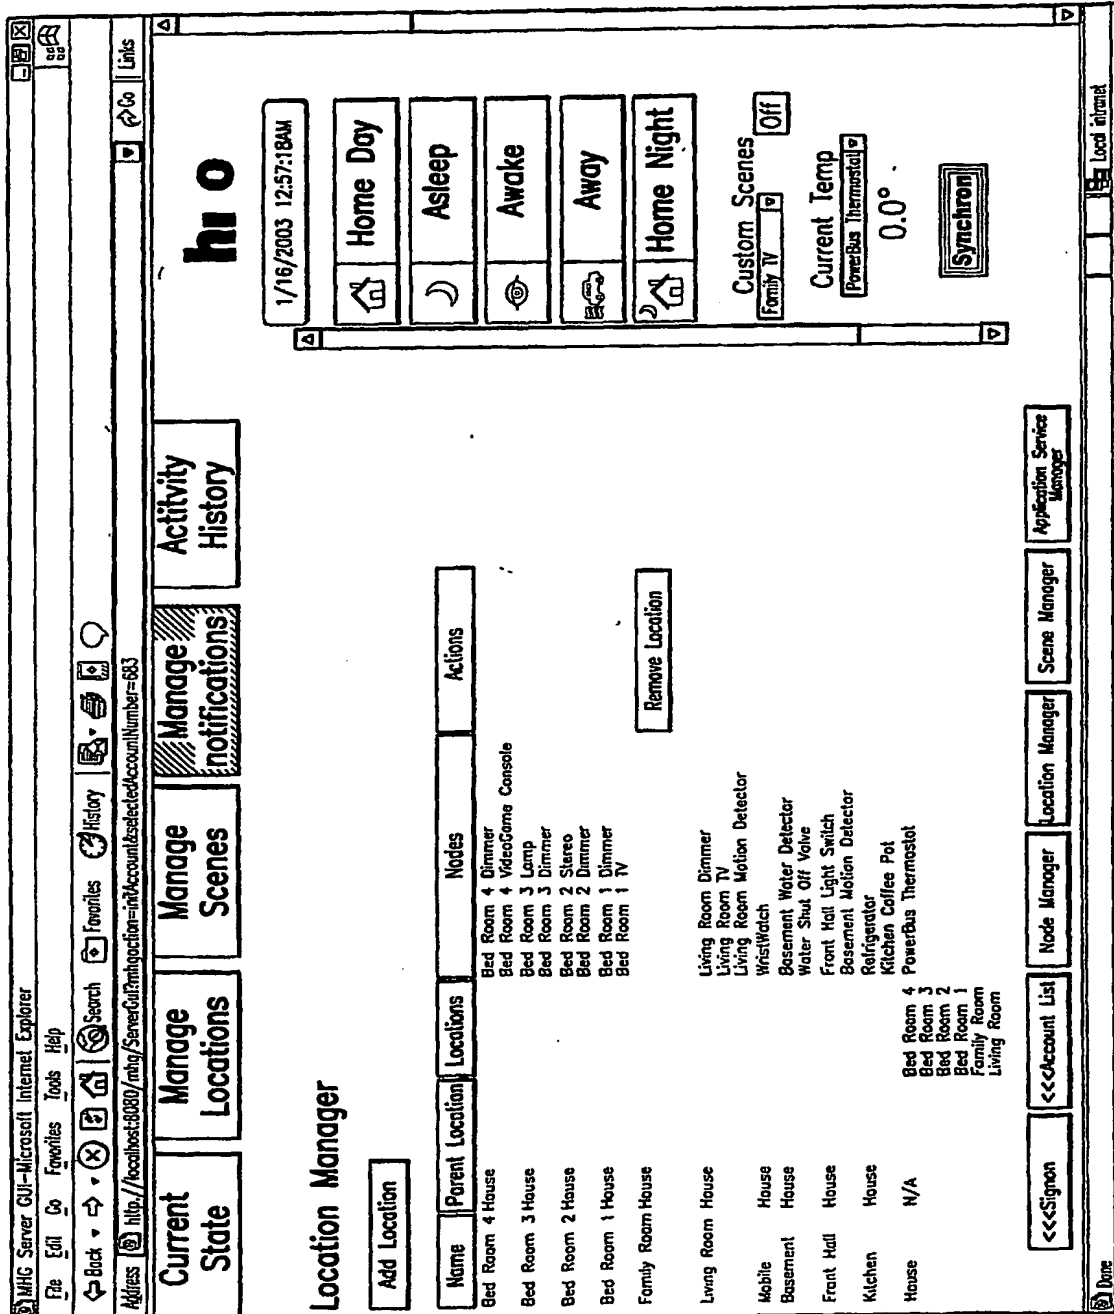 MHG Server GUI-Microsoft Internet Explorer
File Edit Go Favorites Tools Help
Back Search Favorites History
Address http://localhost:8080/mhg/ServerGui?mhgaction=initAccount&selectedAccountNumber=683 Go Links
Current State
Manage Locations
Manage Scenes
Manage notifications
Actitvity History
hi o
Location Manager
Add Location
Name Parent Location Locations Nodes Actions
Bed Room 4 House Bed Room 4 Dimmer
Bed Room 4 VideoGame Console
Bed Room 3 House Bed Room 3 Lamp
Bed Room 3 Dimmer
Bed Room 2 House Bed Room 2 Stereo
Bed Room 2 Dimmer
Bed Room 1 House Bed Room 1 Dimmer
Bed Room 1 TV
Family Room House Remove Location
Living Room House Living Room Dimmer
Living Room TV
Living Room Motion Detector
Mobile House WristWatch
Basement House Basement Water Detector
Water Shut Off Valve
Front Hall House Front Hall Light Switch
Basement Motion Detector
Kitchen House Refrigerator
Kitchen Coffee Pot
House N/A Bed Room 4 PowerBus Thermostat
Bed Room 3
Bed Room 2
Bed Room 1
Family Room
Living Room
1/16/2003 12:57:18AM
Home Day
Asleep
Awake
Away
Home Night
Custom Scenes
Family TV Off
Current Temp
PowerBus Thermostat
0.0°
Synchron
<<<Signon <<<Account List Node Manager Location Manager Scene Manager Application Service Manager
Done Local intranet